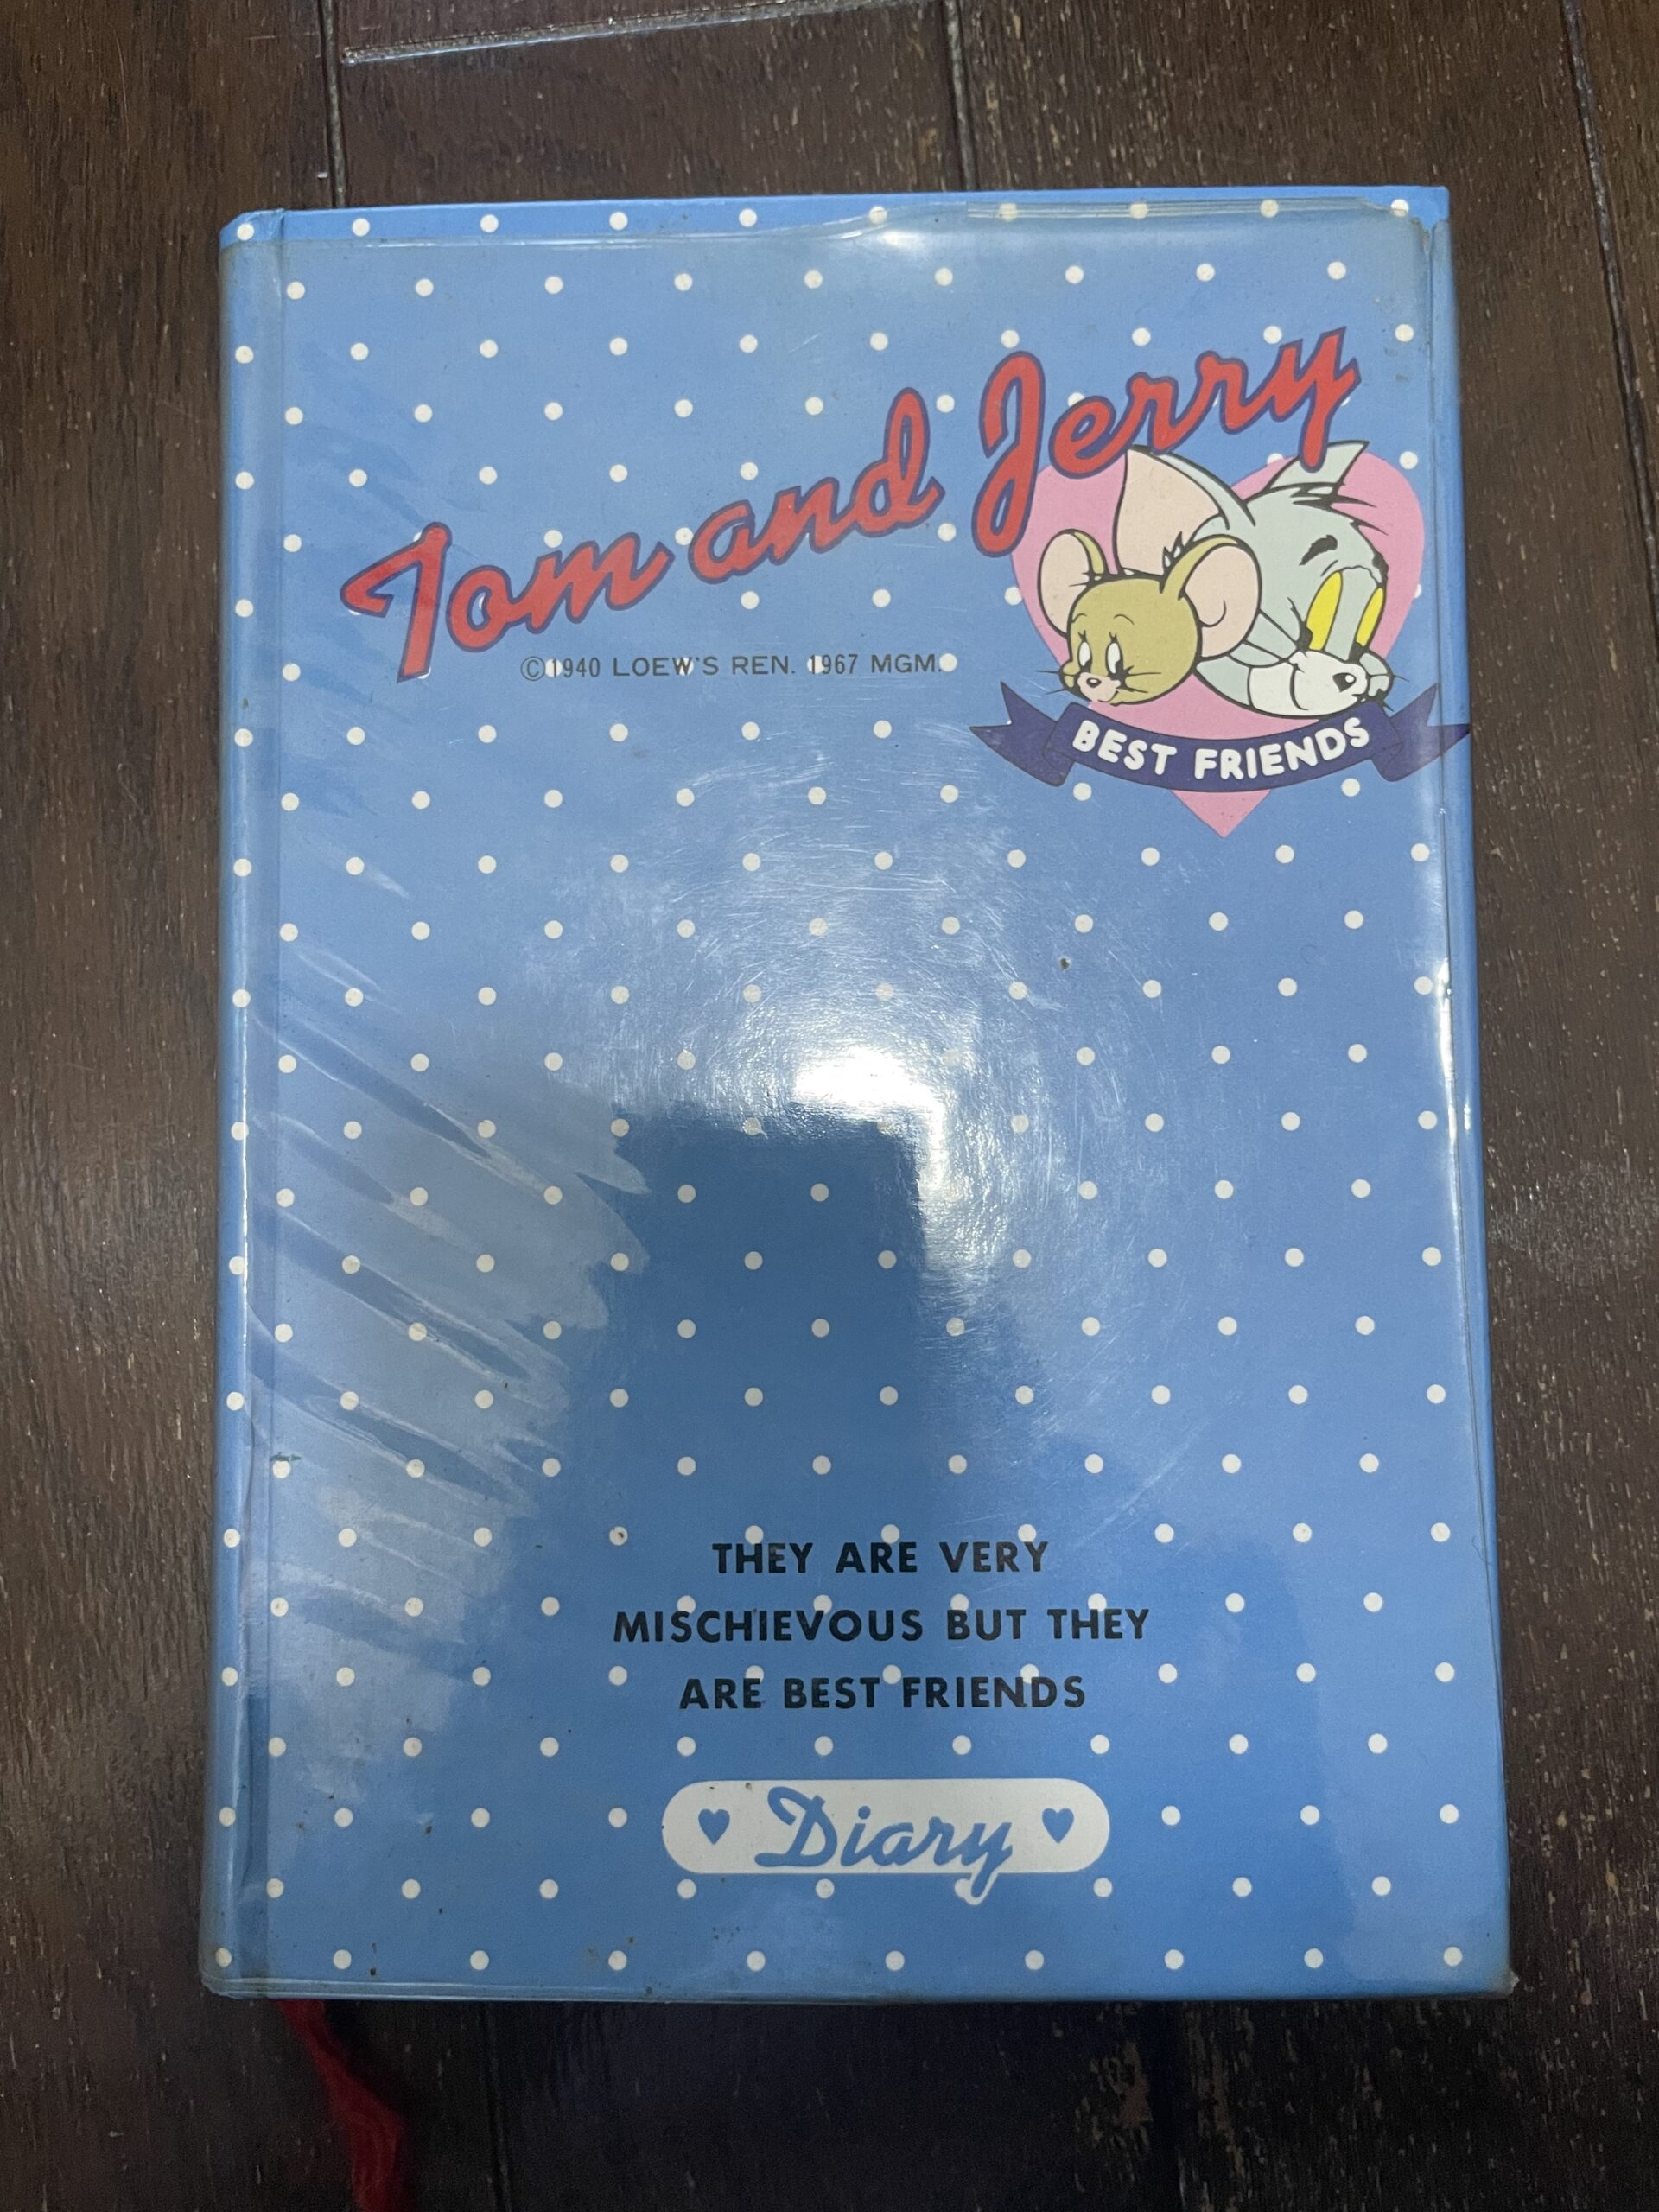 Tom and Jerry
©1940 LOEW'S REN. 1967 MGM.
BEST FRIENDS
THEY ARE VERY
MISCHIEVOUS BUT THEY
ARE BEST FRIENDS
Diary